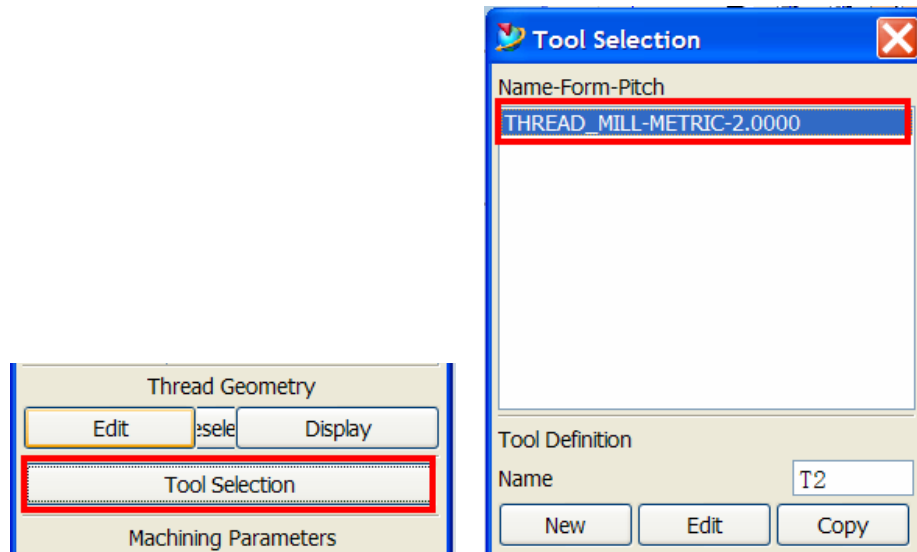 Thread Geometry
Edit esele Display
Tool Selection
Machining Parameters
Tool Selection
Name-Form-Pitch
THREAD_MILL-METRIC-2.0000
Tool Definition
Name T2
New Edit Copy